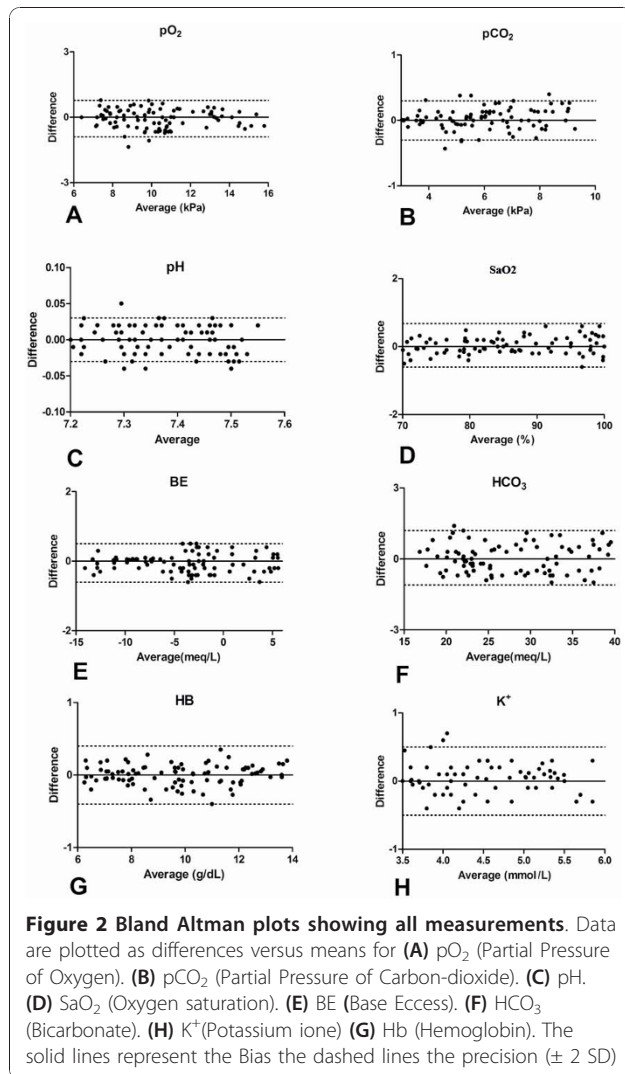 pO₂
3
0
-3
Difference
6 8 10 12 14 16
Average (kPa)
A
pCO₂
1
0
-1
Difference
4 6 8 10
Average (kPa)
B
pH
0.10
0.05
0.00
-0.05
-0.10
Difference
7.2 7.3 7.4 7.5 7.6
Average
C
SaO2
2
0
-2
Difference
70 80 90 100
Average (%)
D
BE
2
0
-2
Difference
-15 -10 -5 0 5
Average(meq/L)
E
HCO₃
3
0
-3
Difference
15 20 25 30 35 40
Average(meq/L)
F
HB
1
0
-1
Difference
6 8 10 12 14
Average (g/dL)
G
K⁺
1
0
-1
Difference
3.5 4.0 4.5 5.0 5.5 6.0
Average (mmol/L)
H
Figure 2 Bland Altman plots showing all measurements. Data
are plotted as differences versus means for (A) pO₂ (Partial Pressure
of Oxygen). (B) pCO₂ (Partial Pressure of Carbon-dioxide). (C) pH.
(D) SaO₂ (Oxygen saturation). (E) BE (Base Eccess). (F) HCO₃
(Bicarbonate). (H) K⁺(Potassium ione) (G) Hb (Hemoglobin). The
solid lines represent the Bias the dashed lines the precision (± 2 SD)